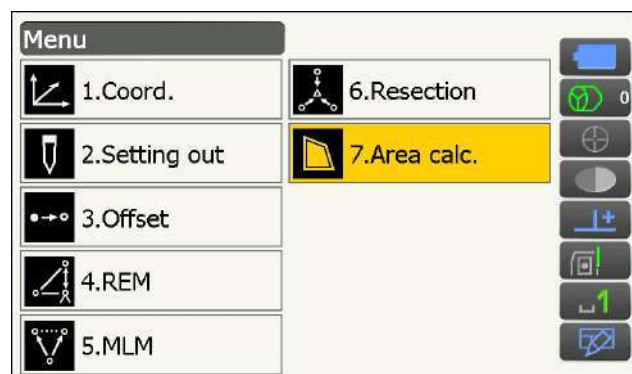 Menu
1.Coord.
2.Setting out
3.Offset
4.REM
5.MLM
6.Resection
7.Area calc.
0
1